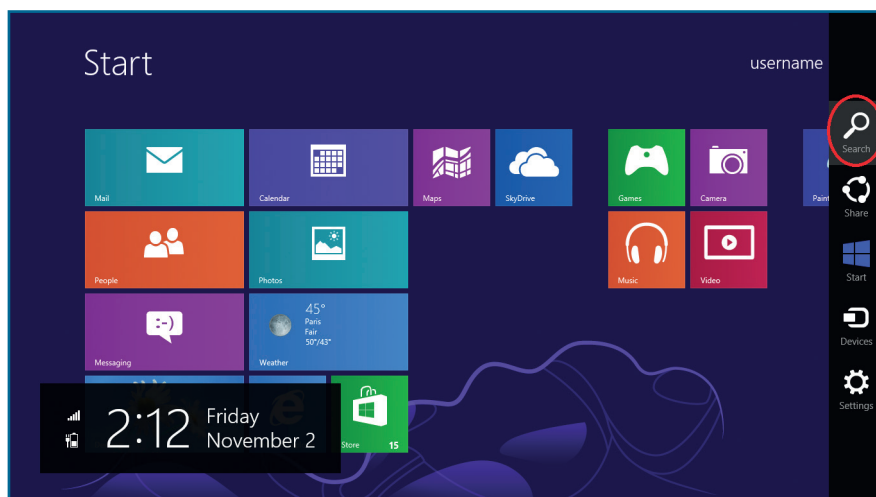 Start
username
Search
Share
Start
Devices
Settings
Mail
Calendar
Maps
SkyDrive
Games
Camera
Paint
People
Photos
Music
Video
Messaging
:-)
45°
Paris
Fair
50°/43°
Weather
Store 15
2:12
Friday
November 2